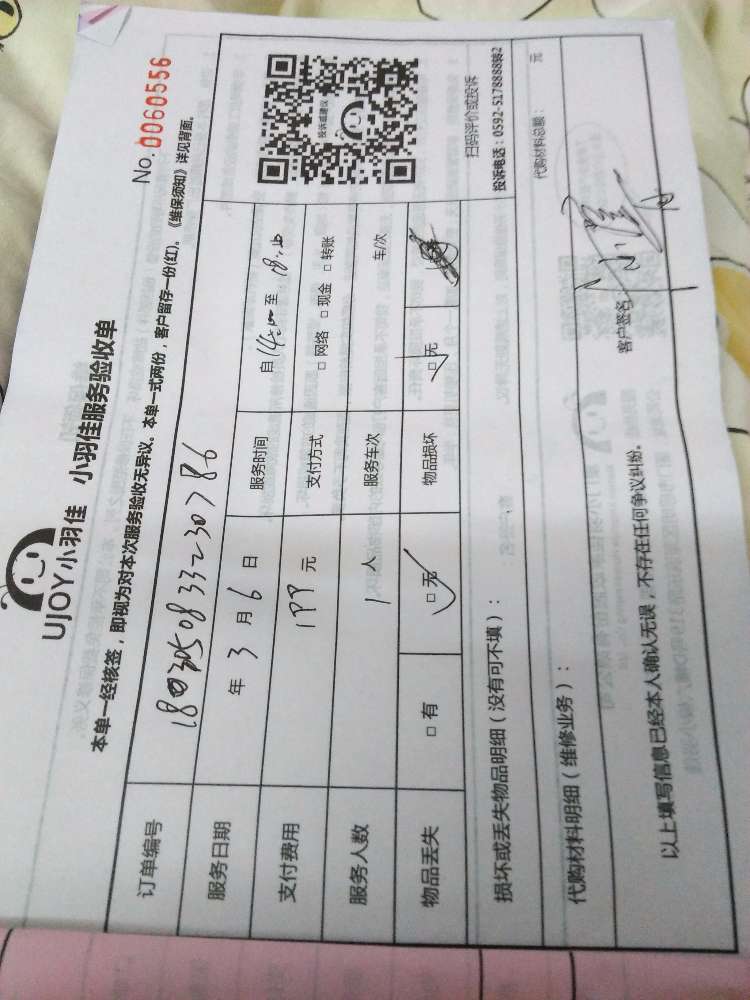 UJOY小羽佳 小羽佳服务验收单
No. 0060556
本单一经核签，即视为对本次服务验收无异议。本单一式两份，客户留存一份(红)。《维保须知》详见背面。
订单编号 1803050833230786
服务日期 年 3 月 6 日 服务时间 自 14:00 至
支付费用 199 元 支付方式 □ 网络 □ 现金 □ 转账
服务人数 1 人 服务车次 车/次
物品丢失 □ 有 □ 无 物品损坏 □ 无
投诉或建议
扫码评价或投诉
投诉电话：0592-5178888转2
损坏或丢失物品明细（没有可不填）：
代购材料明细（维修业务）： 代购材料总额： 元
以上填写信息已经本人确认无误，不存在任何争议纠纷。 客户签名